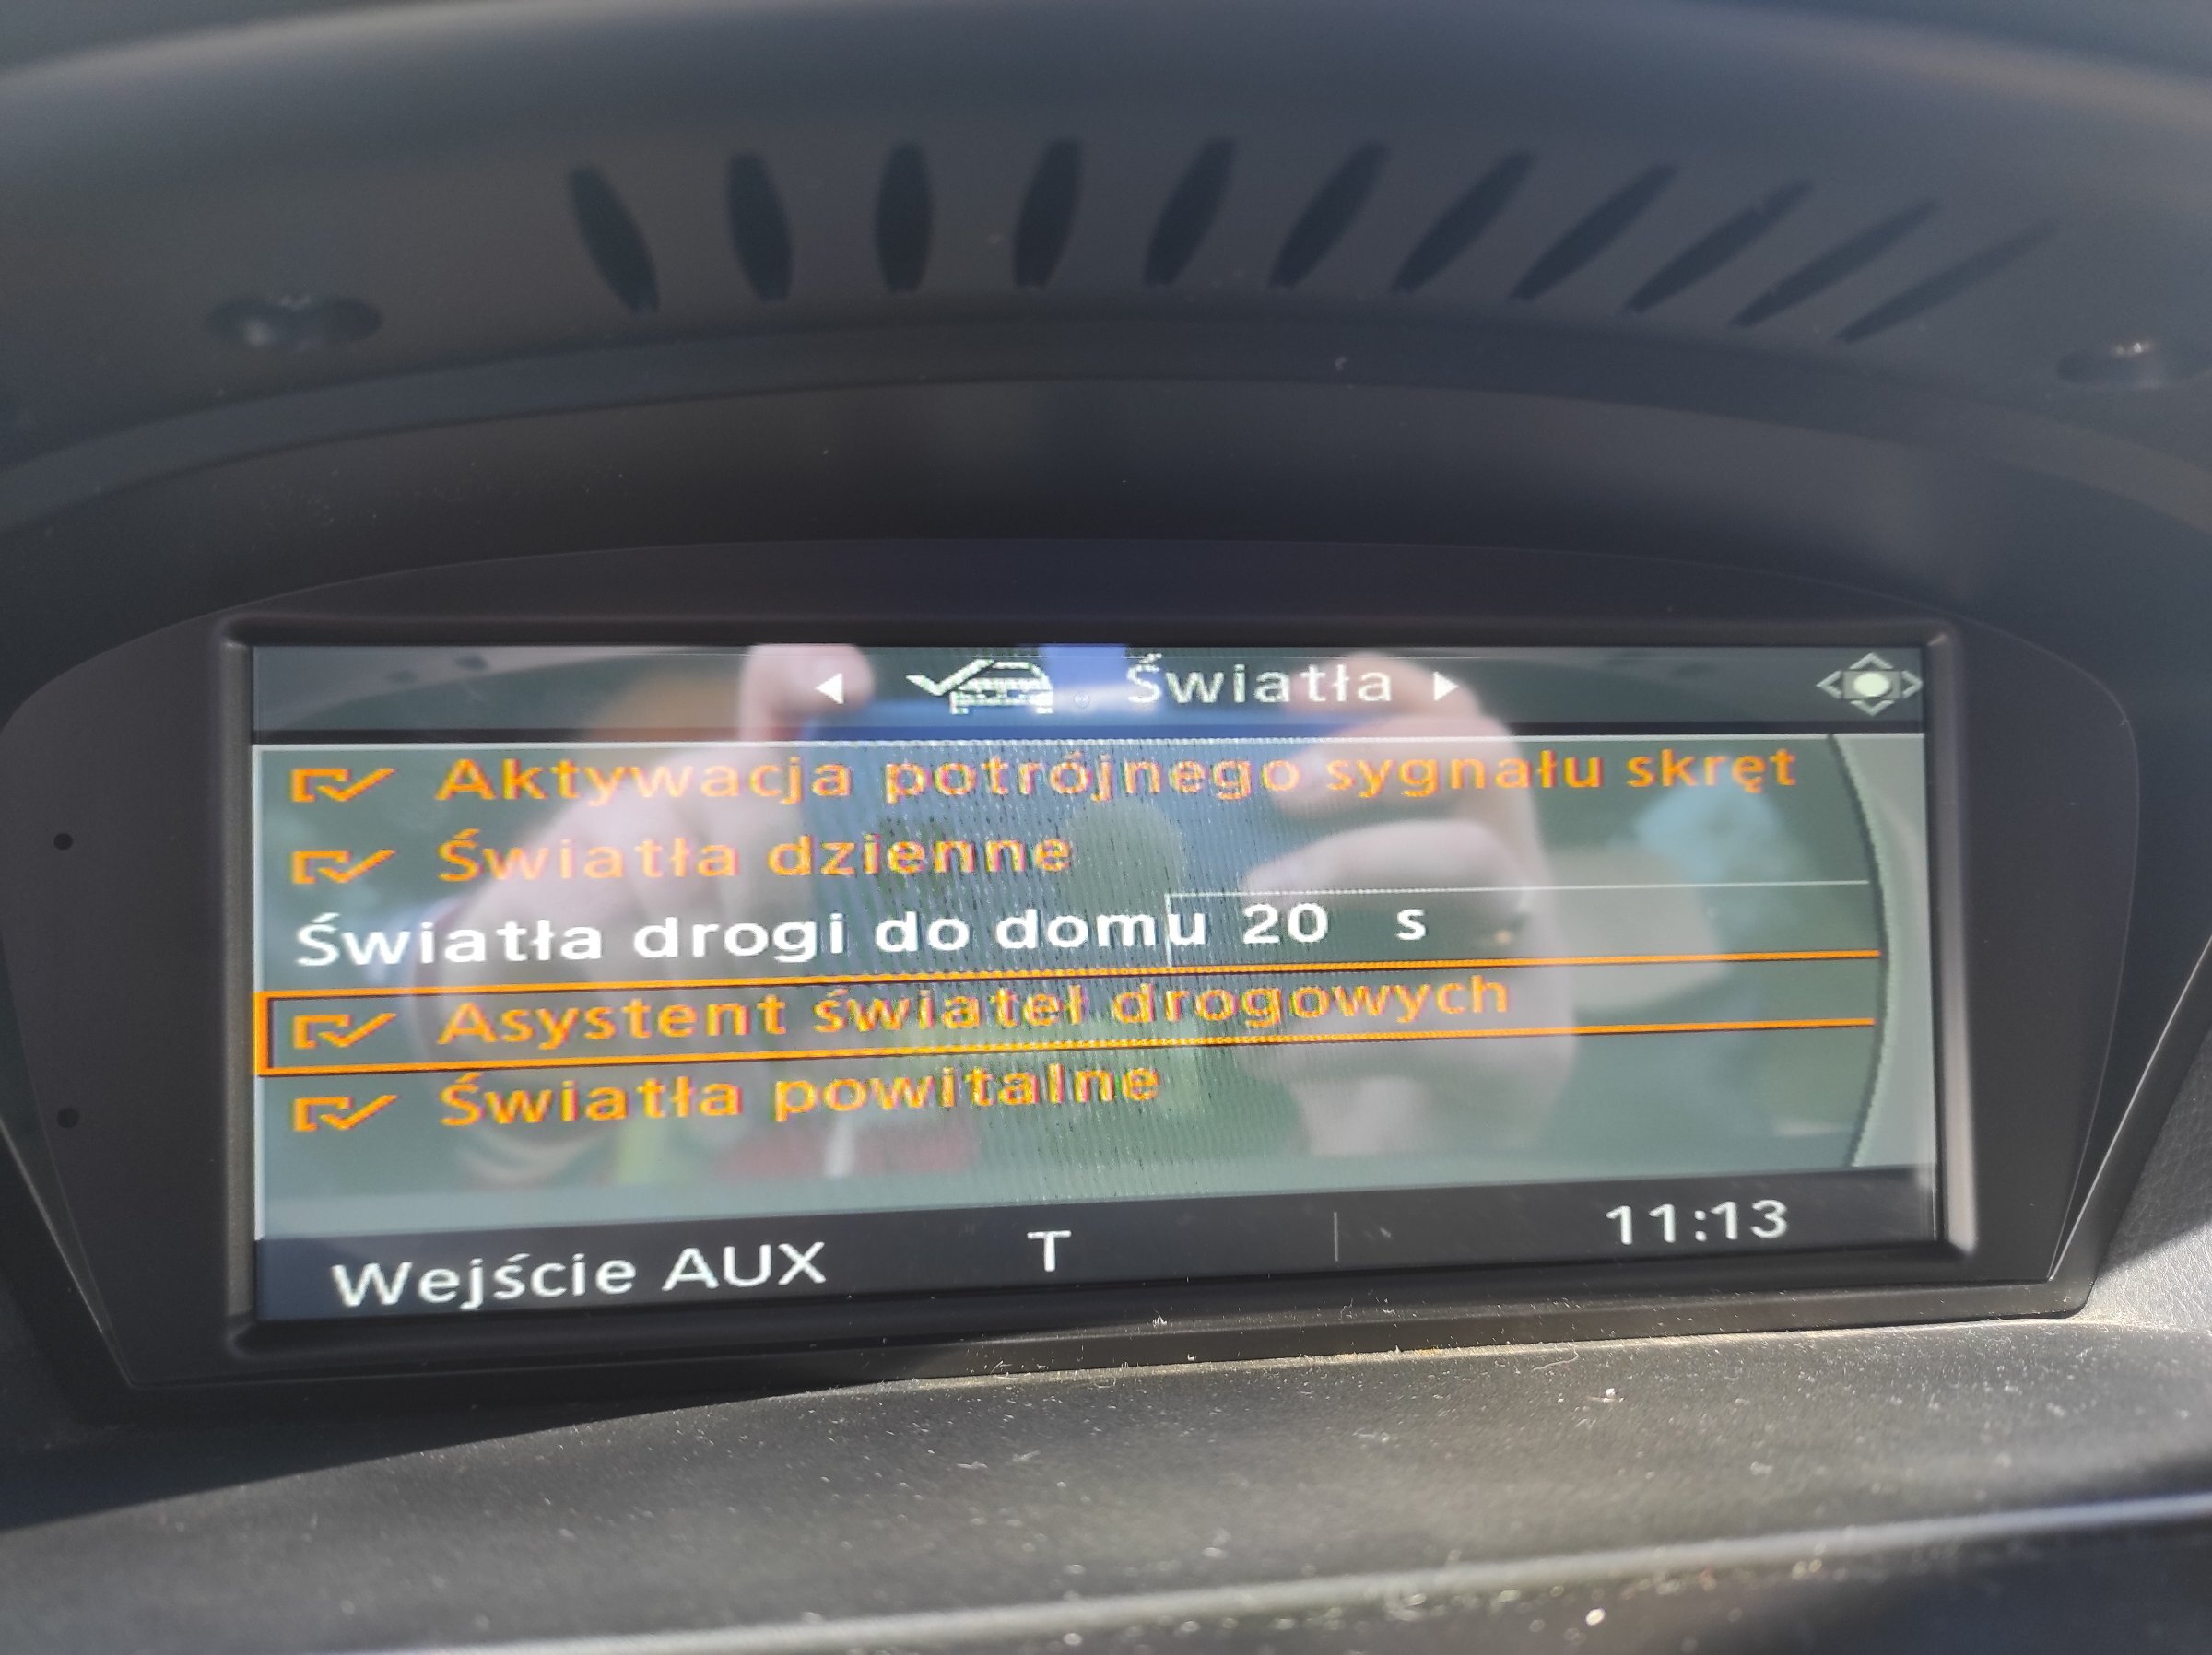 Światła
Aktywacja potrójnego sygnału skręt
Światła dzienne
Światła drogi do domu 20 s
Asystent świateł drogowych
Światła powitalne
Wejście AUX T 11:13